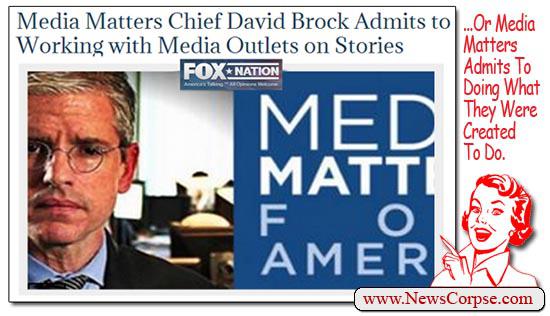 Media Matters Chief David Brock Admits to
Working with Media Outlets on Stories
FOX★NATION
America's Talking.™ All Opinions Welcome.
MED
MATT
FO
AMER
...Or Media
Matters
Admits To
Doing What
They Were
Created
To Do.
www.NewsCorpse.com